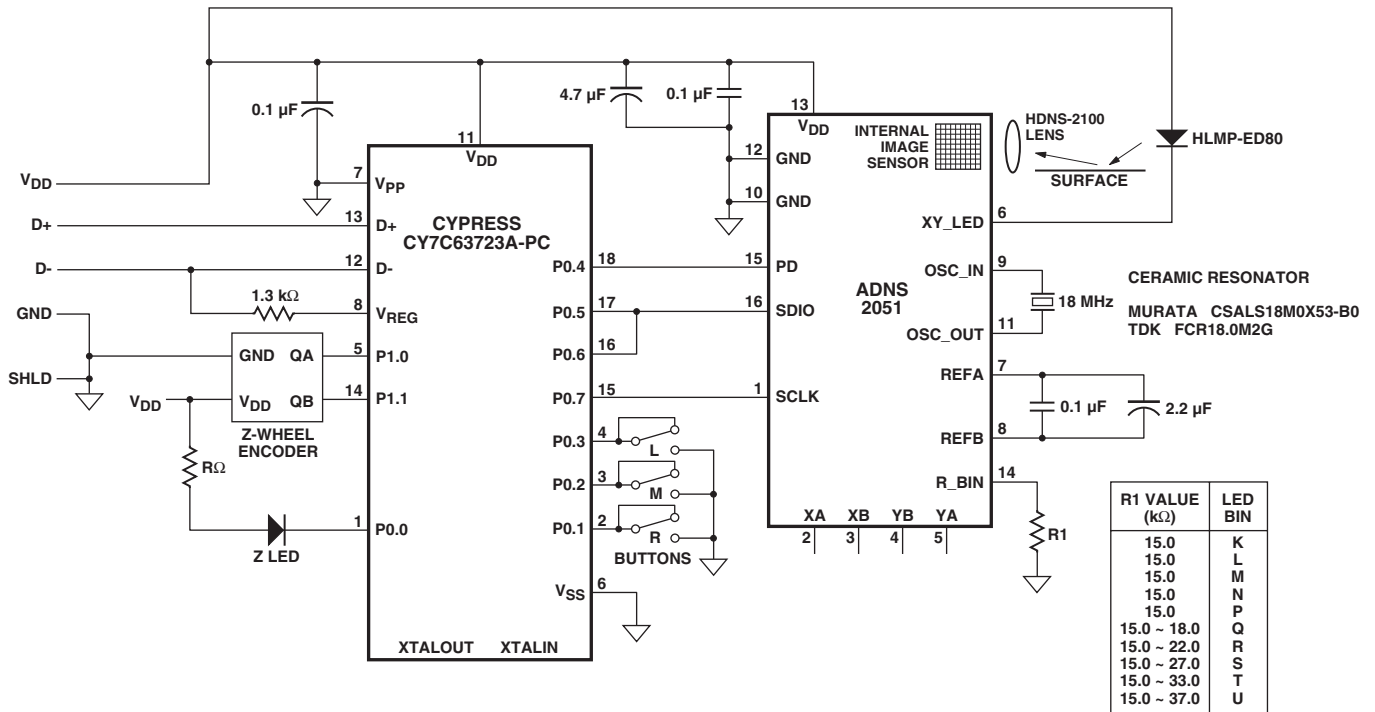 0.1 µF
4.7 µF
0.1 µF
VDD
D+
D-
GND
SHLD
1.3 kΩ
GND QA
VDD QB
Z-WHEEL
ENCODER
VDD
RΩ
Z LED
11
VDD
7 VPP
13 D+
12 D-
8 VREG
5 P1.0
14 P1.1
1 P0.0
CYPRESS
CY7C63723A-PC
P0.4 18
P0.5 17
P0.6 16
P0.7 15
P0.3 4
P0.2 3
P0.1 2
VSS 6
XTALOUT XTALIN
L
M
R
BUTTONS
13
VDD
12 GND
10 GND
15 PD
16 SDIO
1 SCLK
INTERNAL
IMAGE
SENSOR
ADNS
2051
XY_LED 6
OSC_IN 9
OSC_OUT 11
REFA 7
REFB 8
R_BIN 14
XA XB YB YA
2 3 4 5
HDNS-2100
LENS
SURFACE
HLMP-ED80
18 MHz
CERAMIC RESONATOR
MURATA CSALS18M0X53-B0
TDK FCR18.0M2G
0.1 µF
2.2 µF
R1
R1 VALUE (kΩ) LED BIN
15.0 K
15.0 L
15.0 M
15.0 N
15.0 P
15.0 ~ 18.0 Q
15.0 ~ 22.0 R
15.0 ~ 27.0 S
15.0 ~ 33.0 T
15.0 ~ 37.0 U